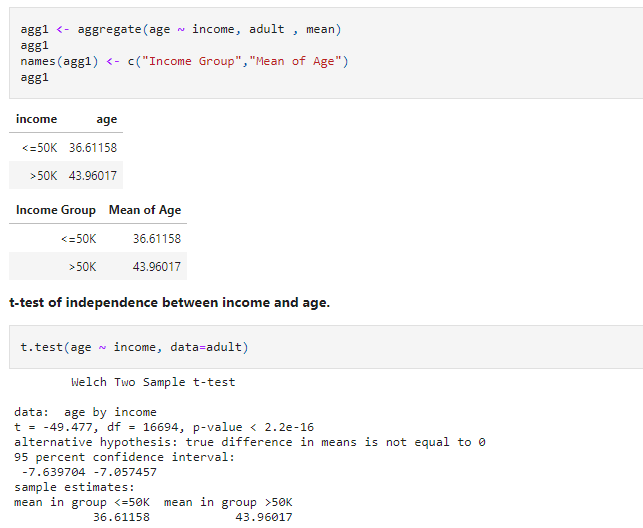 agg1 <- aggregate(age ~ income, adult , mean)
agg1
names(agg1) <- c("Income Group","Mean of Age")
agg1
income age
<=50K 36.61158
>50K 43.96017
Income Group Mean of Age
<=50K 36.61158
>50K 43.96017
t-test of independence between income and age.
t.test(age ~ income, data=adult)
Welch Two Sample t-test
data:  age by income
t = -49.477, df = 16694, p-value < 2.2e-16
alternative hypothesis: true difference in means is not equal to 0
95 percent confidence interval:
-7.639704 -7.057457
sample estimates:
mean in group <=50K  mean in group >50K
36.61158 43.96017